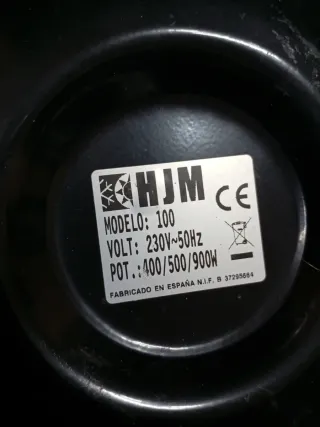 HJM
CE
MODELO: 100
VOLT: 230V~50Hz
POT.:400/500/900W
FABRICADO EN ESPAÑA N.I.F. B 37295684